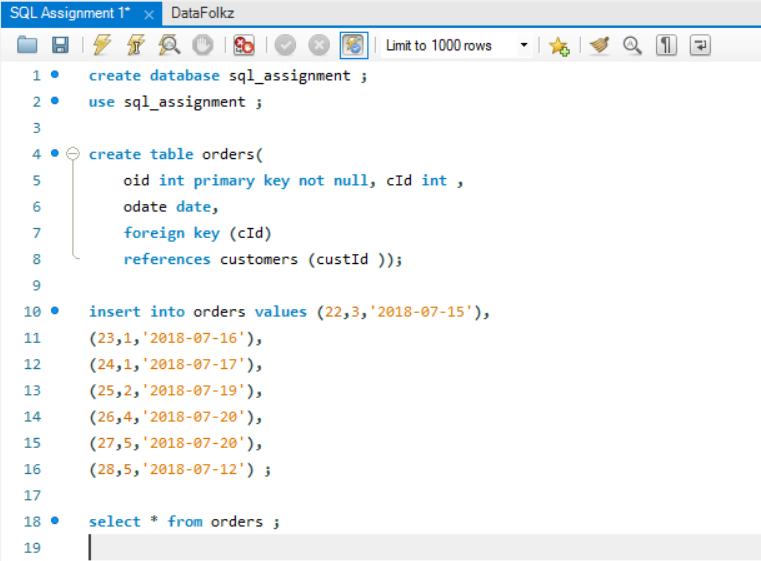 SQL Assignment 1* × DataFolkz
Limit to 1000 rows
1 create database sql_assignment ;
2 use sql_assignment ;
3
4 create table orders(
5 oid int primary key not null, cId int ,
6 odate date,
7 foreign key (cId)
8 references customers (custId ));
9
10 insert into orders values (22,3,'2018-07-15'),
11 (23,1,'2018-07-16'),
12 (24,1,'2018-07-17'),
13 (25,2,'2018-07-19'),
14 (26,4,'2018-07-20'),
15 (27,5,'2018-07-20'),
16 (28,5,'2018-07-12') ;
17
18 select * from orders ;
19